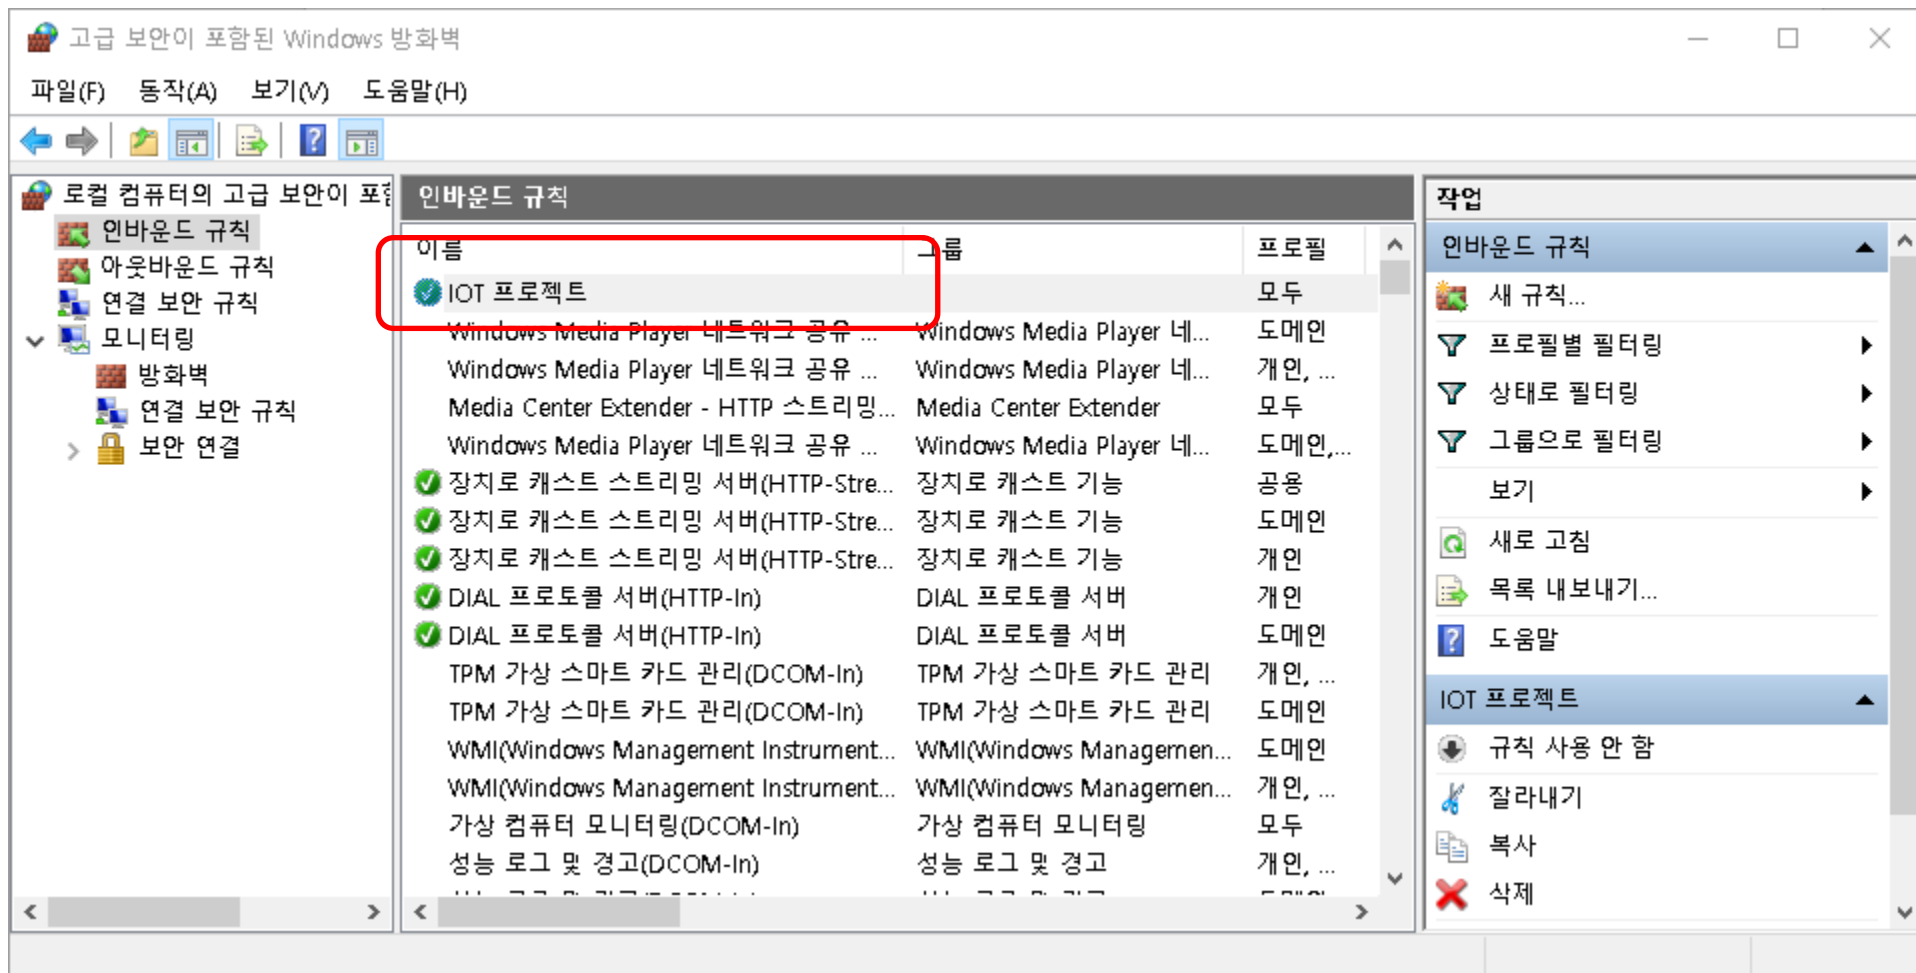 고급 보안이 포함된 Windows 방화벽
파일(F) 동작(A) 보기(V) 도움말(H)
로컬 컴퓨터의 고급 보안이 포함
인바운드 규칙
아웃바운드 규칙
연결 보안 규칙
모니터링
방화벽
연결 보안 규칙
보안 연결
인바운드 규칙
이름 그룹 프로필
IOT 프로젝트 모두
Windows Media Player 네트워크 공유 ... Windows Media Player 네... 도메인
Windows Media Player 네트워크 공유 ... Windows Media Player 네... 개인, ...
Media Center Extender - HTTP 스트리밍... Media Center Extender 모두
Windows Media Player 네트워크 공유 ... Windows Media Player 네... 도메인,...
장치로 캐스트 스트리밍 서버(HTTP-Stre... 장치로 캐스트 기능 공용
장치로 캐스트 스트리밍 서버(HTTP-Stre... 장치로 캐스트 기능 도메인
장치로 캐스트 스트리밍 서버(HTTP-Stre... 장치로 캐스트 기능 개인
DIAL 프로토콜 서버(HTTP-In) DIAL 프로토콜 서버 개인
DIAL 프로토콜 서버(HTTP-In) DIAL 프로토콜 서버 도메인
TPM 가상 스마트 카드 관리(DCOM-In) TPM 가상 스마트 카드 관리 개인, ...
TPM 가상 스마트 카드 관리(DCOM-In) TPM 가상 스마트 카드 관리 도메인
WMI(Windows Management Instrument... WMI(Windows Managemen... 도메인
WMI(Windows Management Instrument... WMI(Windows Managemen... 개인, ...
가상 컴퓨터 모니터링(DCOM-In) 가상 컴퓨터 모니터링 모두
성능 로그 및 경고(DCOM-In) 성능 로그 및 경고 개인, ...
작업
인바운드 규칙
새 규칙...
프로필별 필터링
상태로 필터링
그룹으로 필터링
보기
새로 고침
목록 내보내기...
도움말
IOT 프로젝트
규칙 사용 안 함
잘라내기
복사
삭제